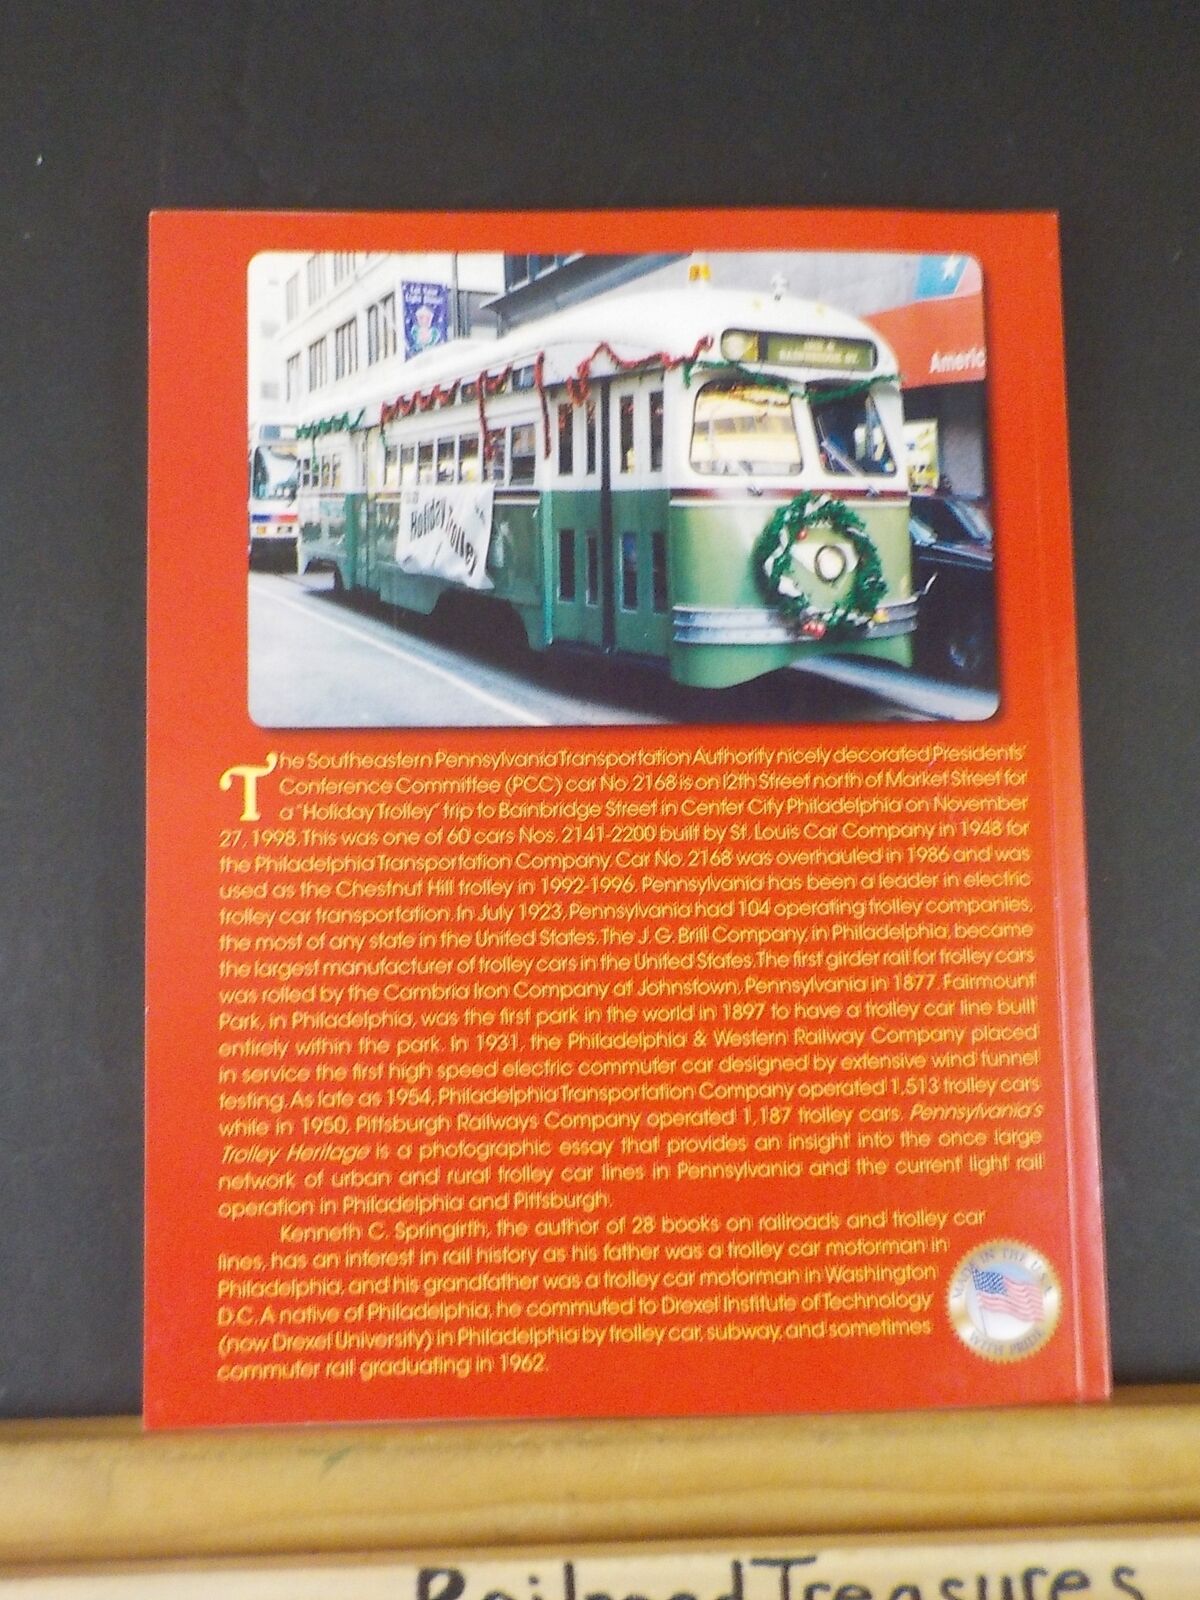 Let Your
Light Shine!
BAINBRIDGE ST.
Americ
Holiday Trolley
The Southeastern Pennsylvania Transportation Authority nicely decorated Presidents'
Conference Committee (PCC) car No. 2168 is on 12th Street north of Market Street for
a "Holiday Trolley" trip to Bainbridge Street in Center City Philadelphia on November
27, 1998. This was one of 60 cars Nos. 2141-2200 built by St. Louis Car Company in 1948 for
the Philadelphia Transportation Company. Car No. 2168 was overhauled in 1986 and was
used as the Chestnut Hill trolley in 1992-1996. Pennsylvania has been a leader in electric
trolley car transportation. In July 1923, Pennsylvania had 104 operating trolley companies,
the most of any state in the United States. The J. G. Brill Company, in Philadelphia, became
the largest manufacturer of trolley cars in the United States. The first girder rail for trolley cars
was rolled by the Cambria Iron Company at Johnstown, Pennsylvania in 1877. Fairmount
Park, in Philadelphia, was the first park in the world in 1897 to have a trolley car line built
entirely within the park. In 1931, the Philadelphia & Western Railway Company placed
in service the first high speed electric commuter car designed by extensive wind tunnel
testing. As late as 1954, Philadelphia Transportation Company operated 1,513 trolley cars
while in 1950, Pittsburgh Railways Company operated 1,187 trolley cars. Pennsylvania's
Trolley Heritage is a photographic essay that provides an insight into the once large
network of urban and rural trolley car lines in Pennsylvania and the current light rail
operation in Philadelphia and Pittsburgh.
Kenneth C. Springirth, the author of 28 books on railroads and trolley car
lines, has an interest in rail history as his father was a trolley car motorman in
Philadelphia, and his grandfather was a trolley car motorman in Washington
D.C. A native of Philadelphia, he commuted to Drexel Institute of Technology
(now Drexel University) in Philadelphia by trolley car, subway, and sometimes
commuter rail graduating in 1962.
MADE IN THE U.S.A.
WITH PRIDE
Railroad Treasures